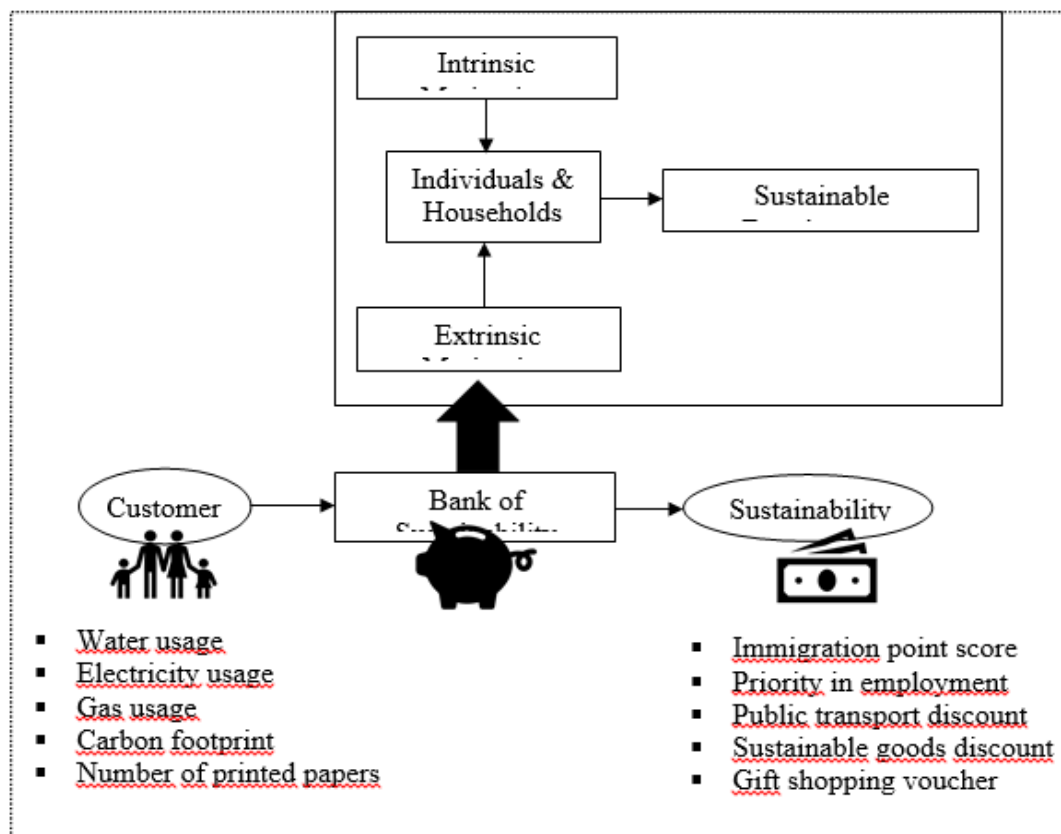 Intrinsic
Individuals &
Households
Sustainable
Extrinsic
Customer
Bank of
Sustainability
▪ Water usage
▪ Electricity usage
▪ Gas usage
▪ Carbon footprint
▪ Number of printed papers
▪ Immigration point score
▪ Priority in employment
▪ Public transport discount
▪ Sustainable goods discount
▪ Gift shopping voucher